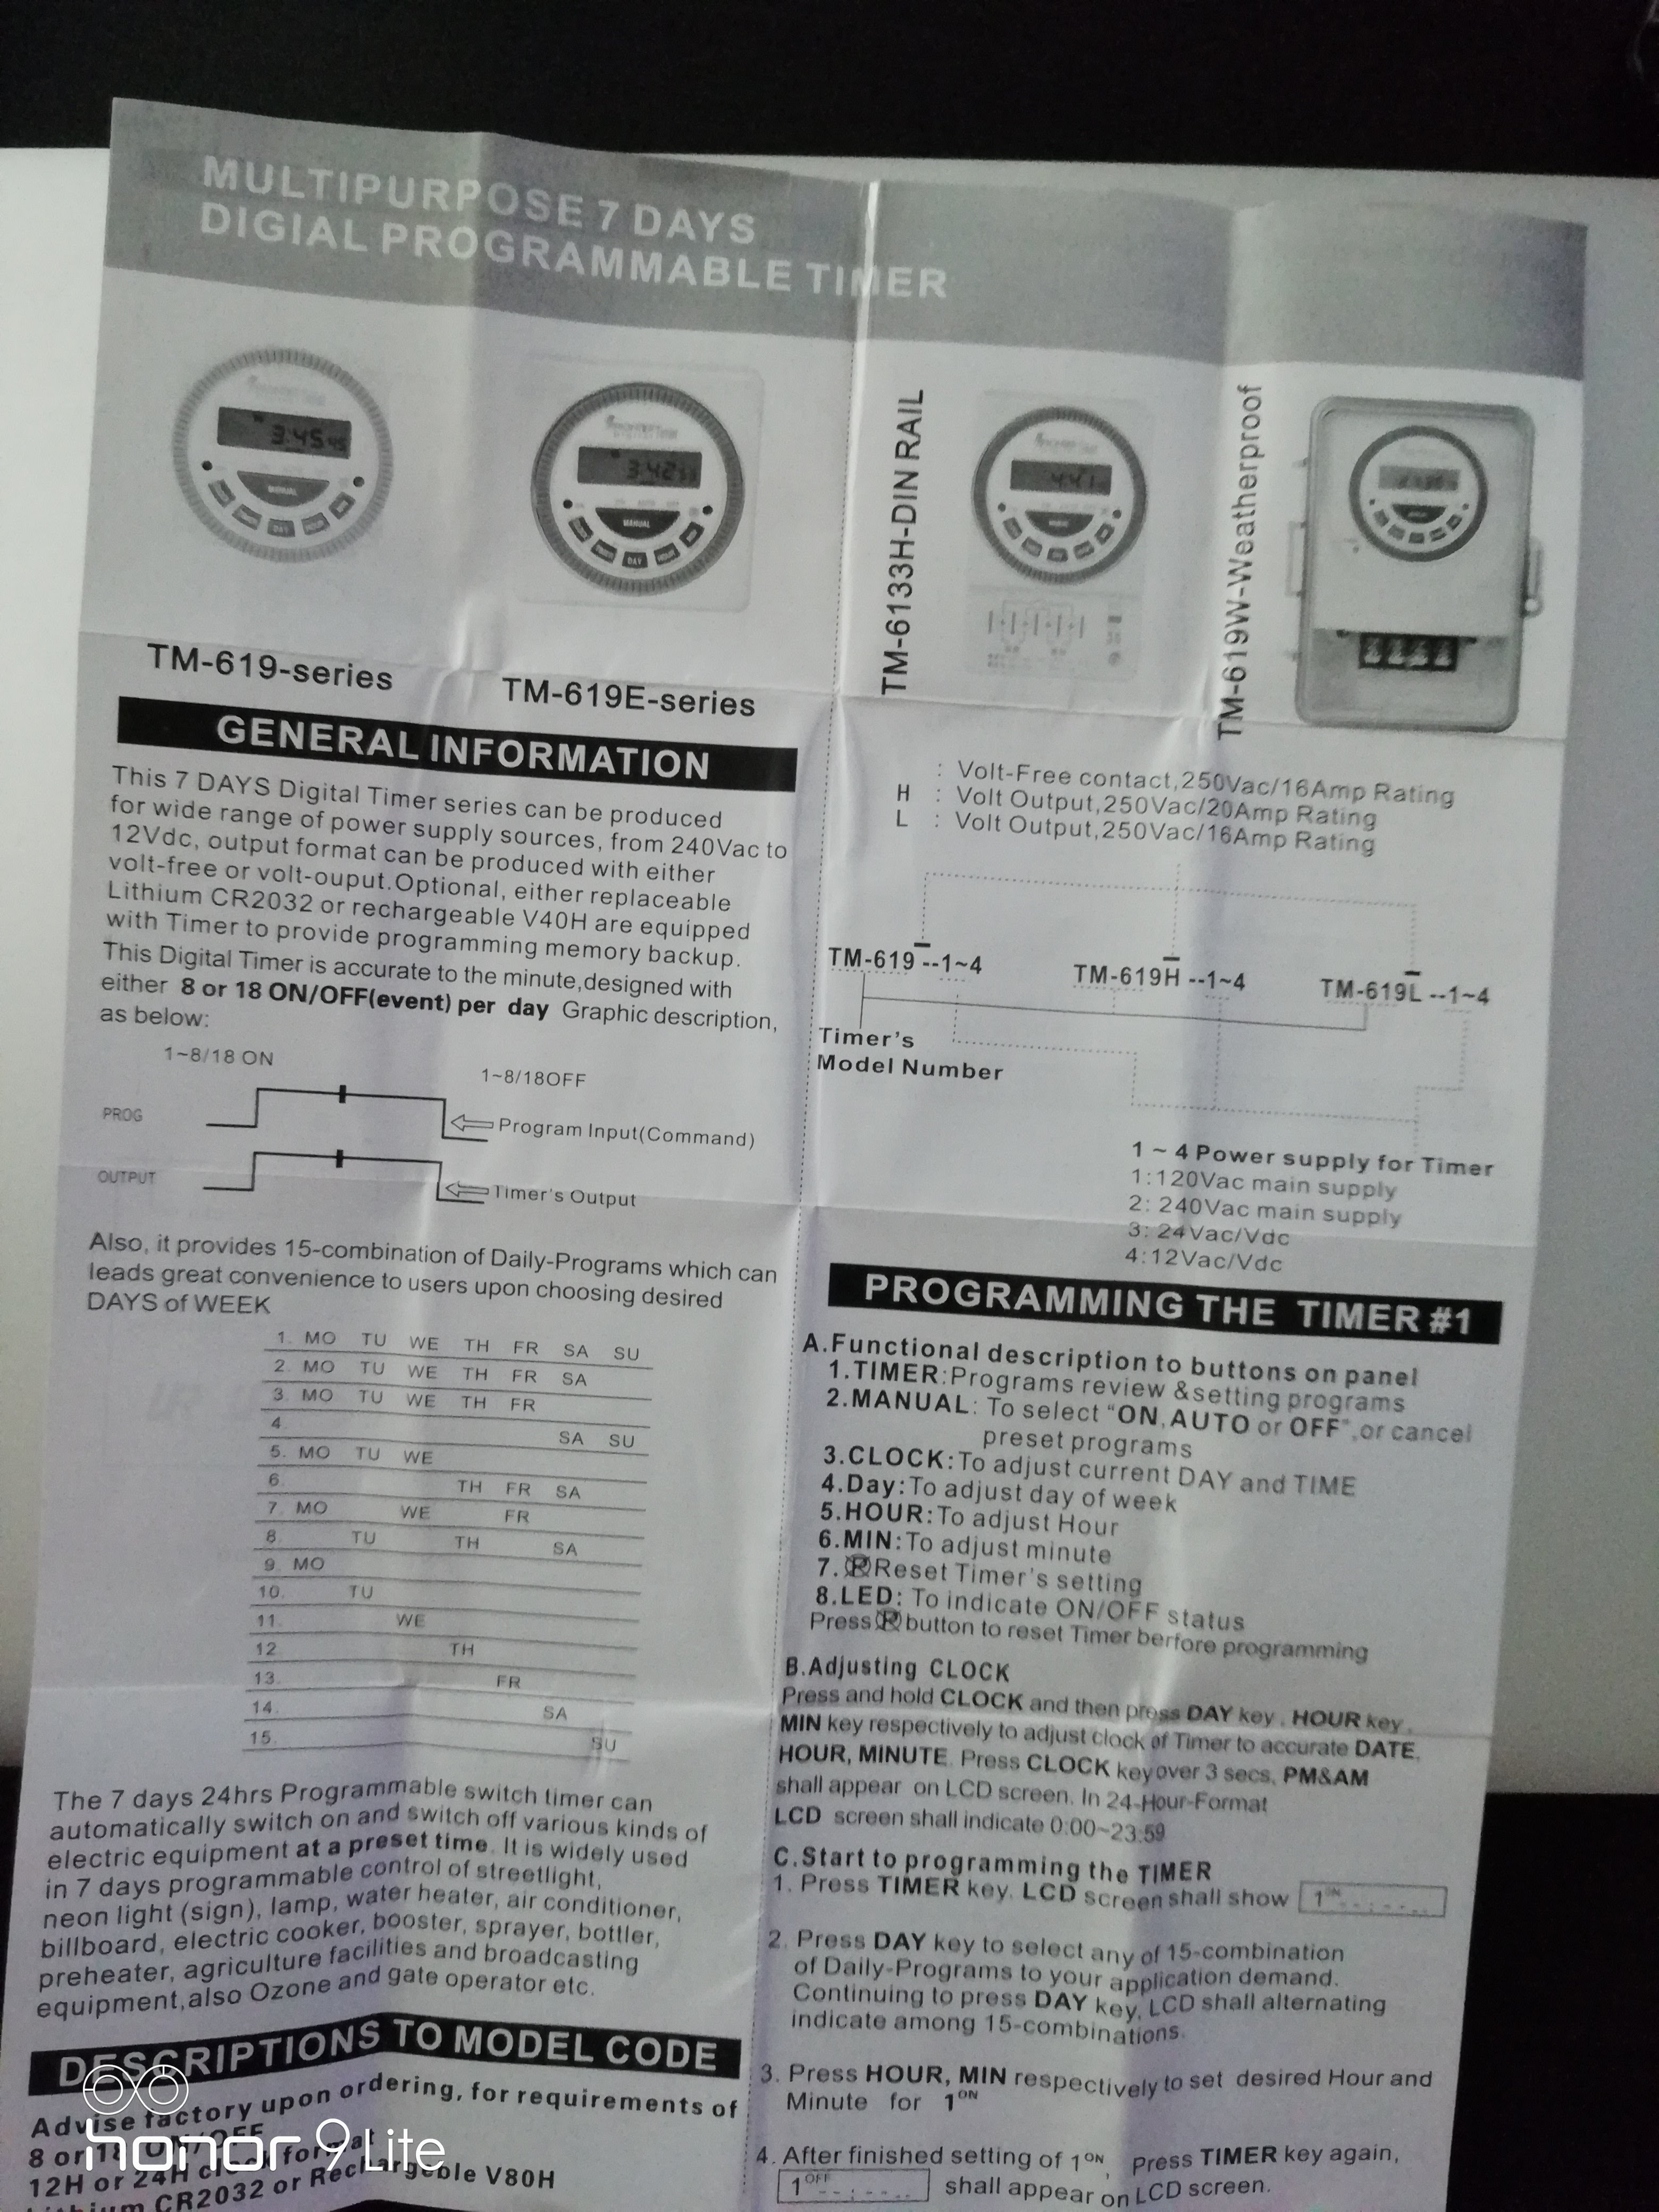 MULTIPURPOSE 7 DAYS
DIGIAL PROGRAMMABLE TIMER
TM-619-series
TM-619E-series
TM-6133H-DIN RAIL
TM-619W-Weatherproof
MANUAL
DAY
GENERAL INFORMATION
This 7 DAYS Digital Timer series can be produced
for wide range of power supply sources, from 240Vac to
12Vdc, output format can be produced with either
volt-free or volt-ouput.Optional, either replaceable
Lithium CR2032 or rechargeable V40H are equipped
with Timer to provide programming memory backup.
This Digital Timer is accurate to the minute,designed with
either 8 or 18 ON/OFF(event) per day Graphic description,
as below:
1~8/18 ON
1~8/18OFF
PROG
Program Input(Command)
OUTPUT
Timer's Output
Also, it provides 15-combination of Daily-Programs which can
leads great convenience to users upon choosing desired
DAYS of WEEK
1. MO TU WE TH FR SA SU
2. MO TU WE TH FR SA
3. MO TU WE TH FR
4. SA SU
5. MO TU WE
6. TH FR SA
7. MO WE FR
8. TU TH SA
9. MO
10. TU
11. WE
12. TH
13. FR
14. SA
15. SU
The 7 days 24hrs Programmable switch timer can
automatically switch on and switch off various kinds of
electric equipment at a preset time. It is widely used
in 7 days programmable control of streetlight,
neon light (sign), lamp, water heater, air conditioner,
billboard, electric cooker, booster, sprayer, bottler,
preheater, agriculture facilities and broadcasting
equipment,also Ozone and gate operator etc.
DESCRIPTIONS TO MODEL CODE
Advise factory upon ordering, for requirements of
8 or 18 ON/OFF
12H or 24H clock format
Lithium CR2032 or Rechargeable V80H
: Volt-Free contact,250Vac/16Amp Rating
H : Volt Output,250Vac/20Amp Rating
L : Volt Output,250Vac/16Amp Rating
TM-619 --1~4
TM-619H --1~4
TM-619L --1~4
Timer's
Model Number
1 ~ 4 Power supply for Timer
1:120Vac main supply
2: 240Vac main supply
3: 24Vac/Vdc
4:12Vac/Vdc
PROGRAMMING THE TIMER #1
A.Functional description to buttons on panel
1.TIMER:Programs review &setting programs
2.MANUAL: To select "ON, AUTO or OFF",or cancel
preset programs
3.CLOCK:To adjust current DAY and TIME
4.Day:To adjust day of week
5.HOUR:To adjust Hour
6.MIN:To adjust minute
7. R Reset Timer's setting
8.LED: To indicate ON/OFF status
Press R button to reset Timer berfore programming
B.Adjusting CLOCK
Press and hold CLOCK and then press DAY key , HOUR key ,
MIN key respectively to adjust clock of Timer to accurate DATE,
HOUR, MINUTE. Press CLOCK key over 3 secs, PM&AM
shall appear on LCD screen. In 24-Hour-Format
LCD screen shall indicate 0:00~23:59
C.Start to programming the TIMER
1. Press TIMER key. LCD screen shall show 1ON --:--
2. Press DAY key to select any of 15-combination
of Daily-Programs to your application demand.
Continuing to press DAY key, LCD shall alternating
indicate among 15-combinations.
3. Press HOUR, MIN respectively to set desired Hour and
Minute for 1ON
4. After finished setting of 1ON, Press TIMER key again,
1OFF --:-- shall appear on LCD screen.
honor 9 Lite